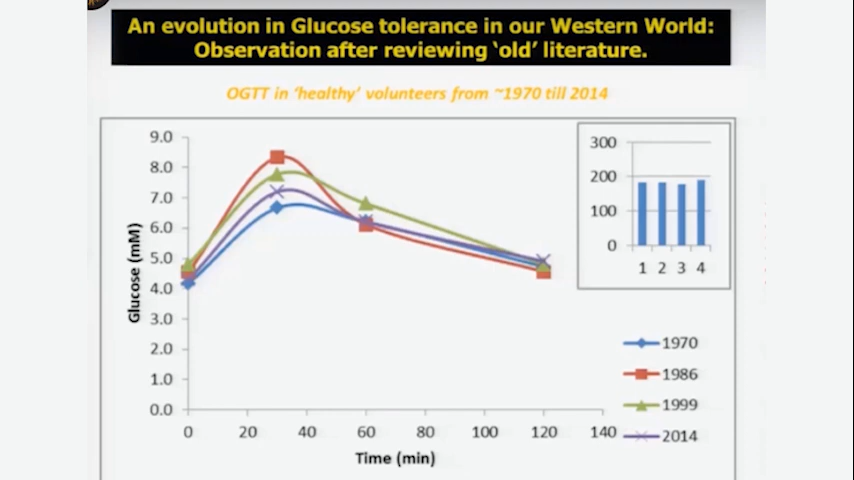 An evolution in Glucose tolerance in our Western World:
Observation after reviewing ‘old’ literature.
OGTT in ‘healthy’ volunteers from ~1970 till 2014
9.0
8.0
7.0
6.0
5.0
4.0
3.0
2.0
1.0
0.0
Glucose (mM)
0 20 40 60 80 100 120 140
Time (min)
300
200
100
0
1 2 3 4
1970
1986
1999
2014